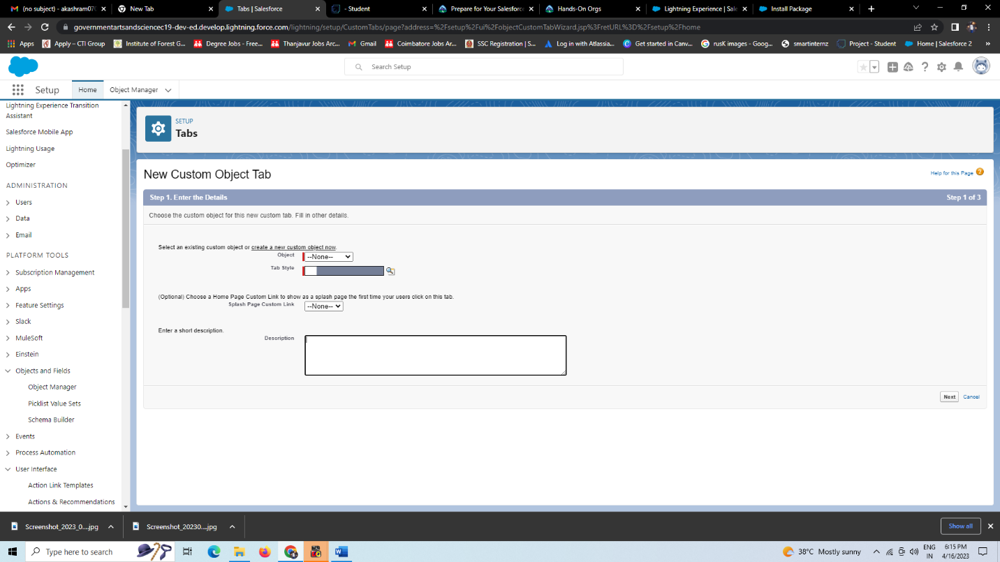 (no subject) - akashram070
New Tab
Tabs | Salesforce
- Student
Prepare for Your Salesforc
Hands-On Orgs
Lightning Experience | Sale
Install Package
governmentartsandsciencec19-dev-ed.develop.lightning.force.com/lightning/setup/CustomTabs/page?address=%2Fsetup%2Fui%2FobjectCustomTabWizard.jsp%3FretURL%3D%2Fsetup%2Fhome
Apps
Apply – CTI Group
Institute of Forest G...
Degree Jobs - Free...
Thanjavur Jobs Arc...
Gmail
Coimbatore Jobs Ar...
SSC Registration | S...
Log in with Atlassia...
Get started in Canv...
rusK images - Goog...
smartinternz
Project - Student
Home | Salesforce 2
»
Search Setup
Setup
Home
Object Manager
Lightning Experience Transition
Assistant
Salesforce Mobile App
Lightning Usage
Optimizer
ADMINISTRATION
Users
Data
Email
PLATFORM TOOLS
Subscription Management
Apps
Feature Settings
Slack
MuleSoft
Einstein
Objects and Fields
Object Manager
Picklist Value Sets
Schema Builder
Events
Process Automation
User Interface
Action Link Templates
Actions & Recommendations
SETUP
Tabs
New Custom Object Tab
Help for this Page
Step 1. Enter the Details
Step 1 of 3
Choose the custom object for this new custom tab. Fill in other details.
Select an existing custom object or create a new custom object now.
Object
--None--
Tab Style
(Optional) Choose a Home Page Custom Link to show as a splash page the first time your users click on this tab.
Splash Page Custom Link
--None--
Enter a short description.
Description
Next
Cancel
Screenshot_2023_0....jpg
Screenshot_20230....jpg
Show all
Type here to search
38°C Mostly sunny
ENG
IN
6:15 PM
4/16/2023